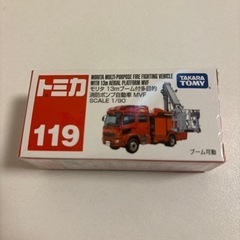 トミカ
MORITA MULTI-PURPOSE FIRE FIGHTING VEHICLE
WITH 13m AERIAL PLATFORM MVF
モリタ 13mブーム付多目的
消防ポンプ自動車 MVF
SCALE 1/90
TAKARA
TOMY
119
ブーム可動